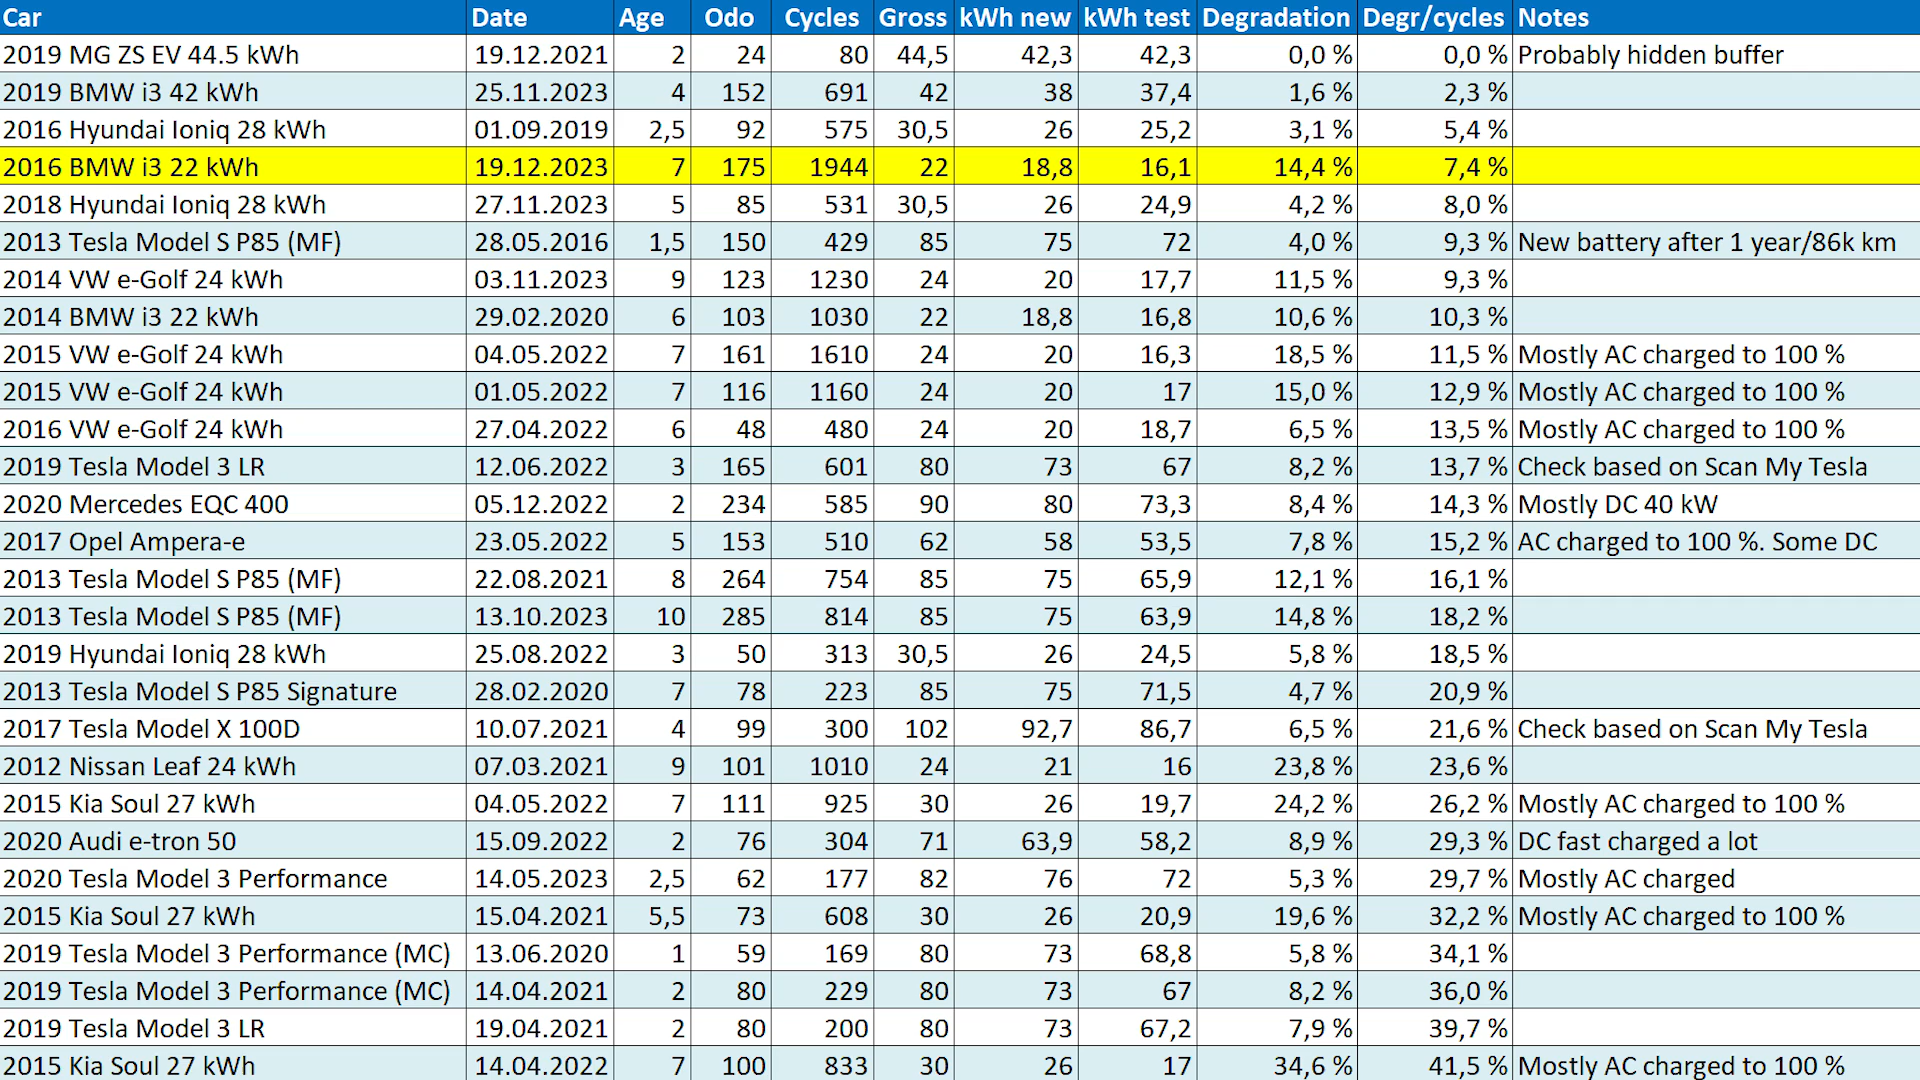 Car Date Age Odo Cycles Gross kWh new kWh test Degradation Degr/cycles Notes
2019 MG ZS EV 44.5 kWh 19.12.2021 2 24 80 44,5 42,3 42,3 0,0 % 0,0 % Probably hidden buffer
2019 BMW i3 42 kWh 25.11.2023 4 152 691 42 38 37,4 1,6 % 2,3 %
2016 Hyundai Ioniq 28 kWh 01.09.2019 2,5 92 575 30,5 26 25,2 3,1 % 5,4 %
2016 BMW i3 22 kWh 19.12.2023 7 175 1944 22 18,8 16,1 14,4 % 7,4 %
2018 Hyundai Ioniq 28 kWh 27.11.2023 5 85 531 30,5 26 24,9 4,2 % 8,0 %
2013 Tesla Model S P85 (MF) 28.05.2016 1,5 150 429 85 75 72 4,0 % 9,3 % New battery after 1 year/86k km
2014 VW e-Golf 24 kWh 03.11.2023 9 123 1230 24 20 17,7 11,5 % 9,3 %
2014 BMW i3 22 kWh 29.02.2020 6 103 1030 22 18,8 16,8 10,6 % 10,3 %
2015 VW e-Golf 24 kWh 04.05.2022 7 161 1610 24 20 16,3 18,5 % 11,5 % Mostly AC charged to 100 %
2015 VW e-Golf 24 kWh 01.05.2022 7 116 1160 24 20 17 15,0 % 12,9 % Mostly AC charged to 100 %
2016 VW e-Golf 24 kWh 27.04.2022 6 48 480 24 20 18,7 6,5 % 13,5 % Mostly AC charged to 100 %
2019 Tesla Model 3 LR 12.06.2022 3 165 601 80 73 67 8,2 % 13,7 % Check based on Scan My Tesla
2020 Mercedes EQC 400 05.12.2022 2 234 585 90 80 73,3 8,4 % 14,3 % Mostly DC 40 kW
2017 Opel Ampera-e 23.05.2022 5 153 510 62 58 53,5 7,8 % 15,2 % AC charged to 100 %. Some DC
2013 Tesla Model S P85 (MF) 22.08.2021 8 264 754 85 75 65,9 12,1 % 16,1 %
2013 Tesla Model S P85 (MF) 13.10.2023 10 285 814 85 75 63,9 14,8 % 18,2 %
2019 Hyundai Ioniq 28 kWh 25.08.2022 3 50 313 30,5 26 24,5 5,8 % 18,5 %
2013 Tesla Model S P85 Signature 28.02.2020 7 78 223 85 75 71,5 4,7 % 20,9 %
2017 Tesla Model X 100D 10.07.2021 4 99 300 102 92,7 86,7 6,5 % 21,6 % Check based on Scan My Tesla
2012 Nissan Leaf 24 kWh 07.03.2021 9 101 1010 24 21 16 23,8 % 23,6 %
2015 Kia Soul 27 kWh 04.05.2022 7 111 925 30 26 19,7 24,2 % 26,2 % Mostly AC charged to 100 %
2020 Audi e-tron 50 15.09.2022 2 76 304 71 63,9 58,2 8,9 % 29,3 % DC fast charged a lot
2020 Tesla Model 3 Performance 14.05.2023 2,5 62 177 82 76 72 5,3 % 29,7 % Mostly AC charged
2015 Kia Soul 27 kWh 15.04.2021 5,5 73 608 30 26 20,9 19,6 % 32,2 % Mostly AC charged to 100 %
2019 Tesla Model 3 Performance (MC) 13.06.2020 1 59 169 80 73 68,8 5,8 % 34,1 %
2019 Tesla Model 3 Performance (MC) 14.04.2021 2 80 229 80 73 67 8,2 % 36,0 %
2019 Tesla Model 3 LR 19.04.2021 2 80 200 80 73 67,2 7,9 % 39,7 %
2015 Kia Soul 27 kWh 14.04.2022 7 100 833 30 26 17 34,6 % 41,5 % Mostly AC charged to 100 %